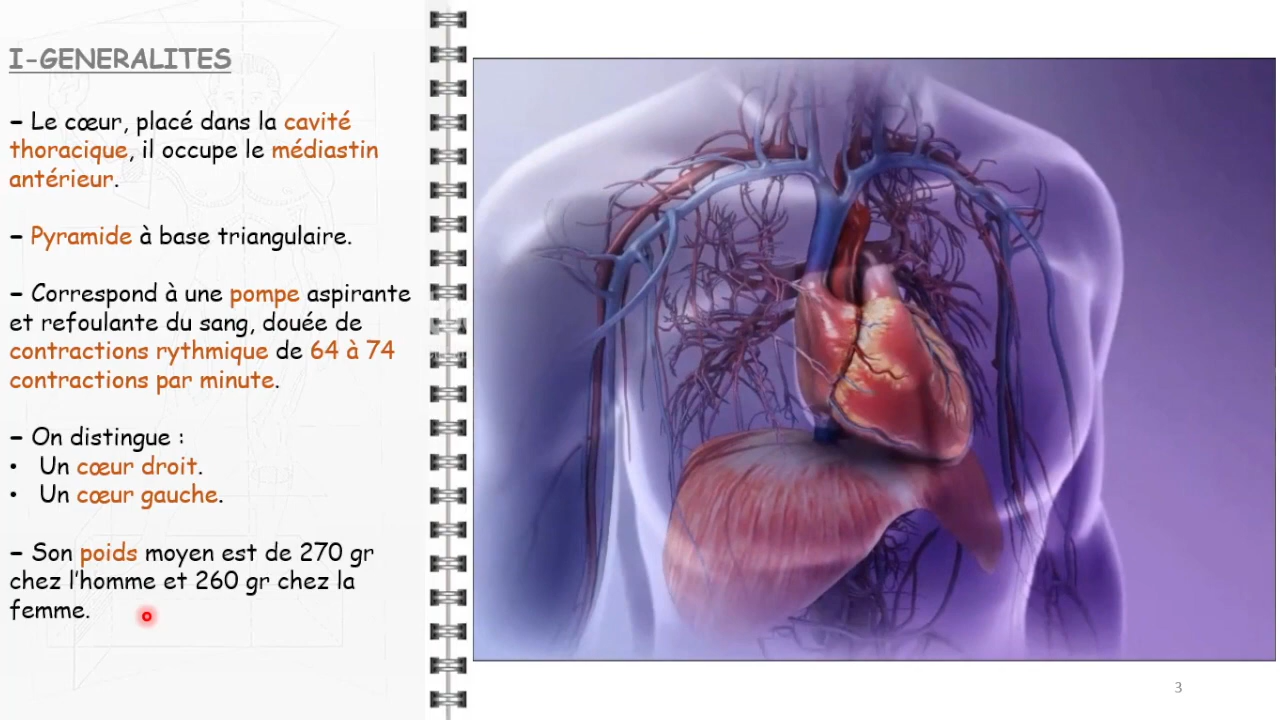 I-GENERALITES
– Le cœur, placé dans la cavité
thoracique, il occupe le médiastin
antérieur.
– Pyramide à base triangulaire.
– Correspond à une pompe aspirante
et refoulante du sang, douée de
contractions rythmique de 64 à 74
contractions par minute.
– On distingue :
• Un cœur droit.
• Un cœur gauche.
– Son poids moyen est de 270 gr
chez l'homme et 260 gr chez la
femme.
3